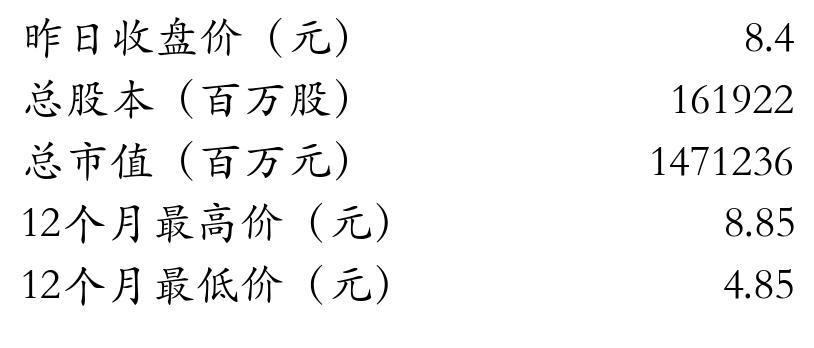 昨日收盘价（元） 8.4
总股本（百万股） 161922
总市值（百万元） 1471236
12个月最高价（元） 8.85
12个月最低价（元） 4.85